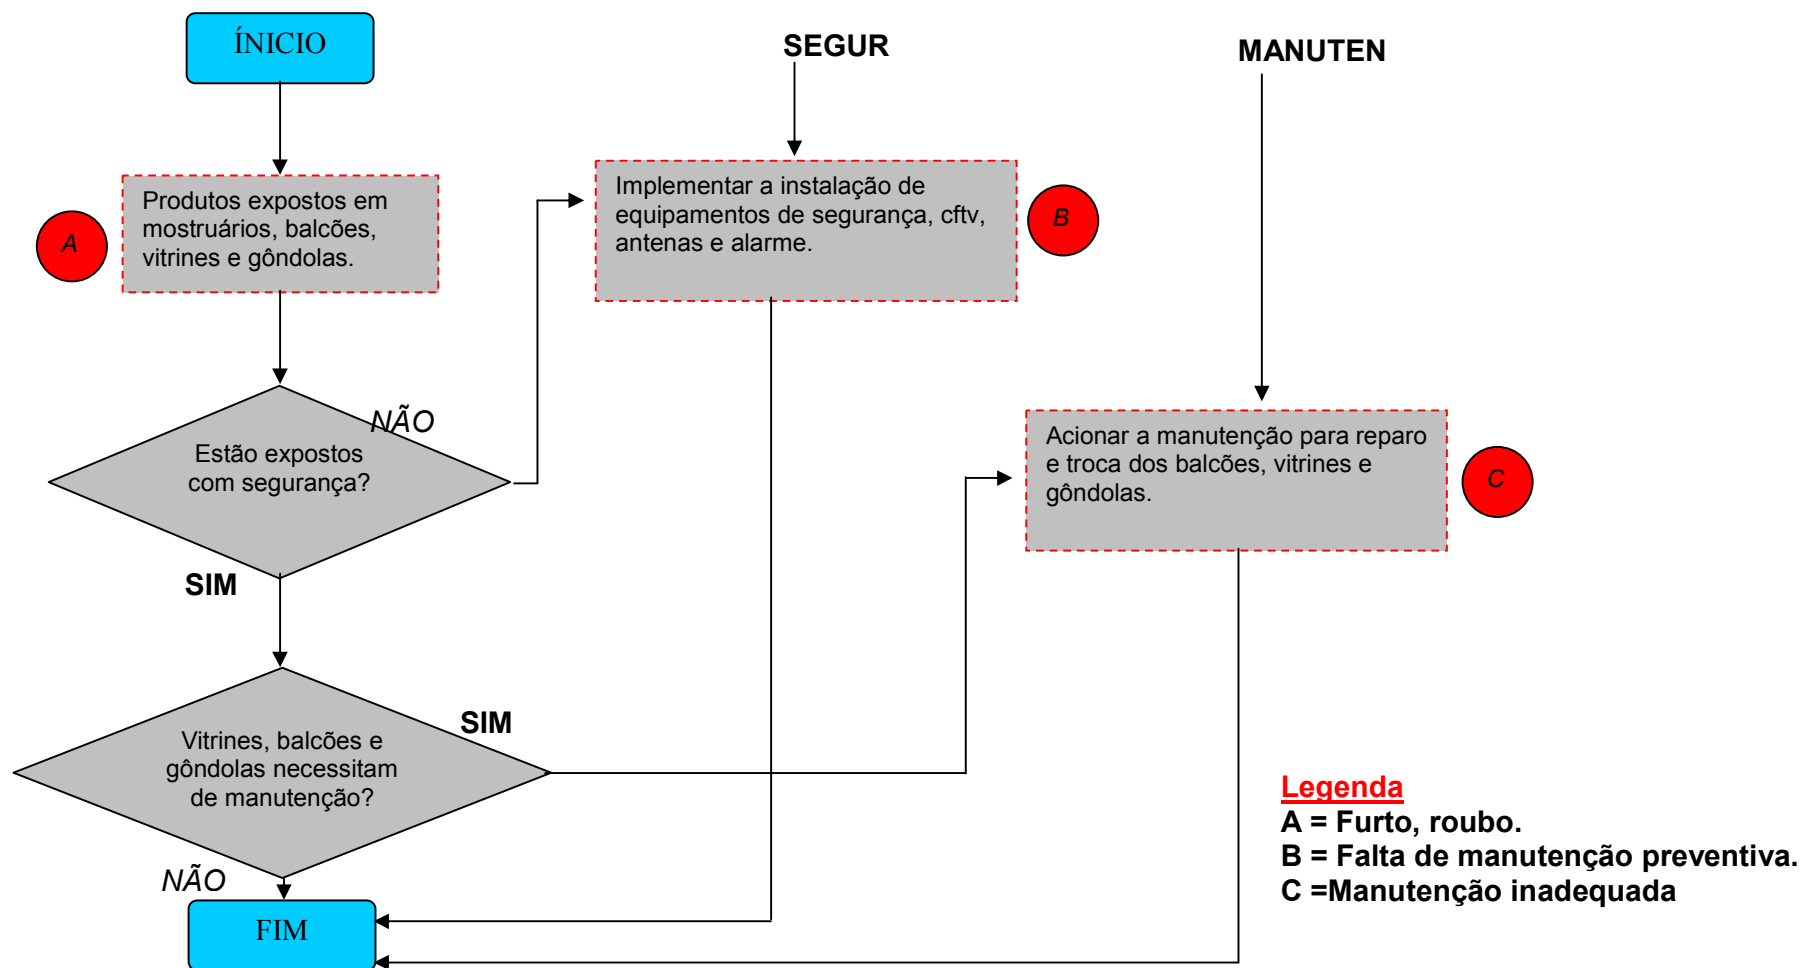 ÍNICIO
SEGUR
MANUTEN
Produtos expostos em
mostruários, balcões,
vitrines e gôndolas.
A
Implementar a instalação de
equipamentos de segurança, cftv,
antenas e alarme.
B
NÃO
Estão expostos
com segurança?
SIM
Acionar a manutenção para reparo
e troca dos balcões, vitrines e
gôndolas.
C
SIM
Vitrines, balcões e
gôndolas necessitam
de manutenção?
NÃO
FIM
Legenda
A = Furto, roubo.
B = Falta de manutenção preventiva.
C =Manutenção inadequada